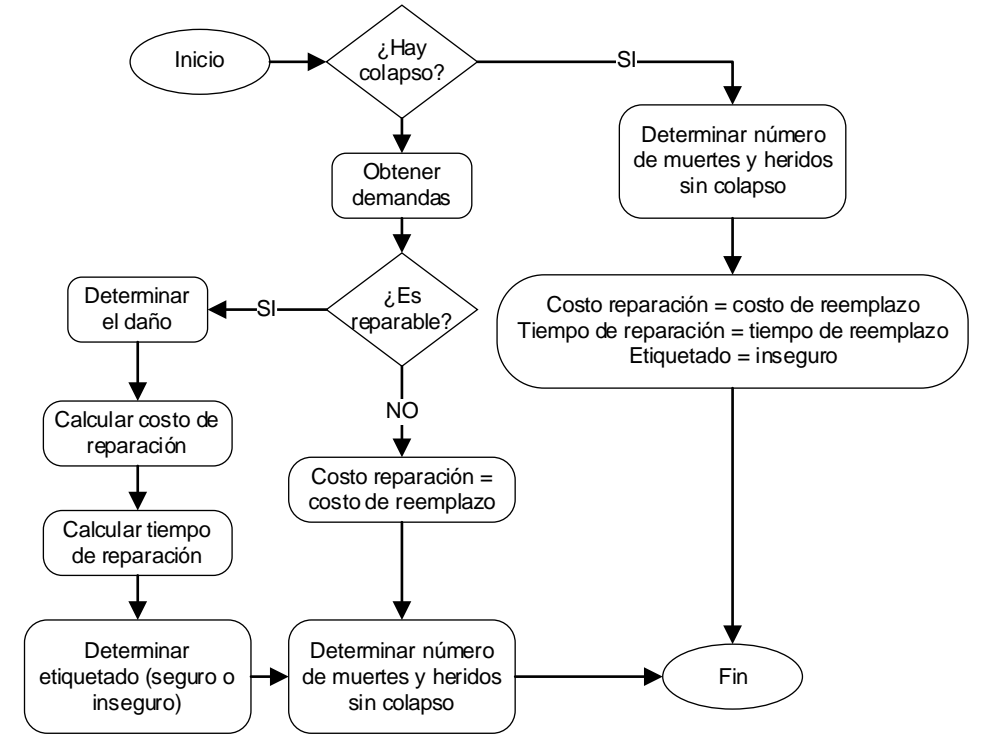 Inicio
¿Hay
colapso?
SI
Determinar número
de muertes y heridos
sin colapso
Obtener
demandas
Costo reparación = costo de reemplazo
Tiempo de reparación = tiempo de reemplazo
Etiquetado = inseguro
¿Es
reparable?
SI
Determinar
el daño
NO
Calcular costo de
reparación
Costo reparación =
costo de reemplazo
Calcular tiempo
de reparación
Determinar
etiquetado (seguro o
inseguro)
Determinar número
de muertes y heridos
sin colapso
Fin